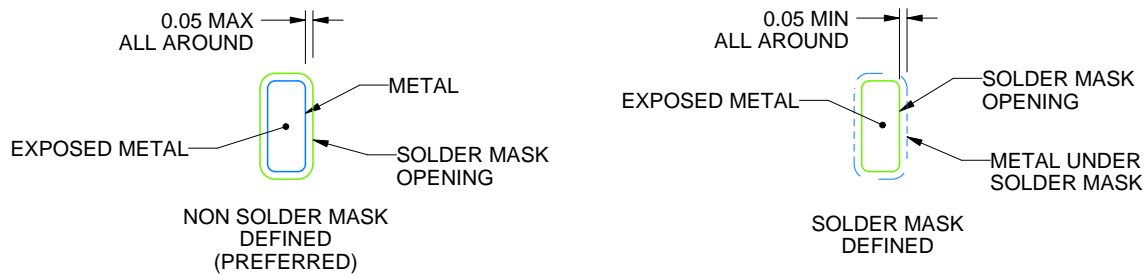 0.05 MAX
ALL AROUND
METAL
EXPOSED METAL
SOLDER MASK
OPENING
NON SOLDER MASK
DEFINED
(PREFERRED)
0.05 MIN
ALL AROUND
SOLDER MASK
OPENING
EXPOSED METAL
METAL UNDER
SOLDER MASK
SOLDER MASK
DEFINED